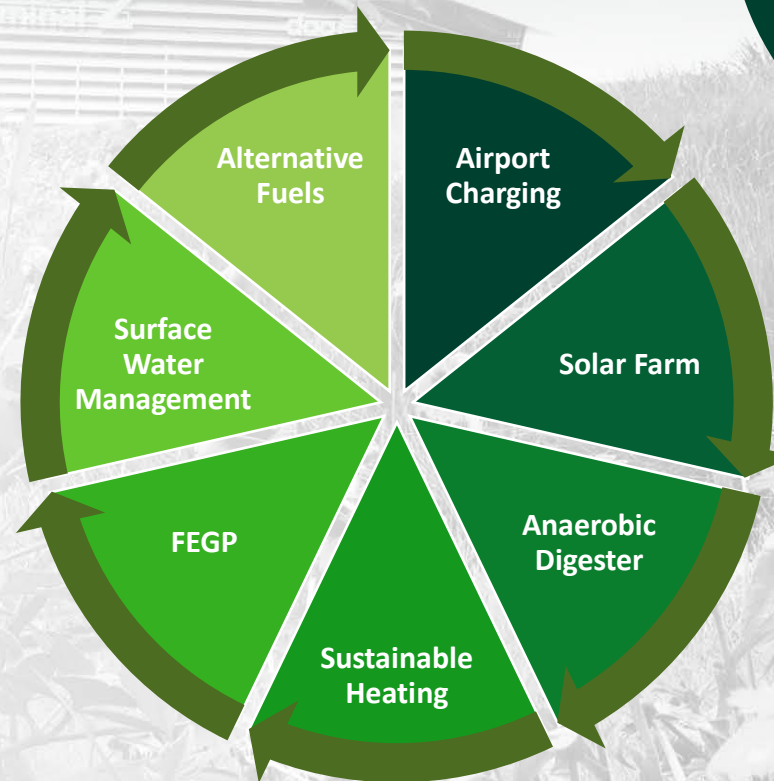 Alternative
Fuels
Airport
Charging
Surface
Water
Management
Solar Farm
FEGP
Anaerobic
Digester
Sustainable
Heating